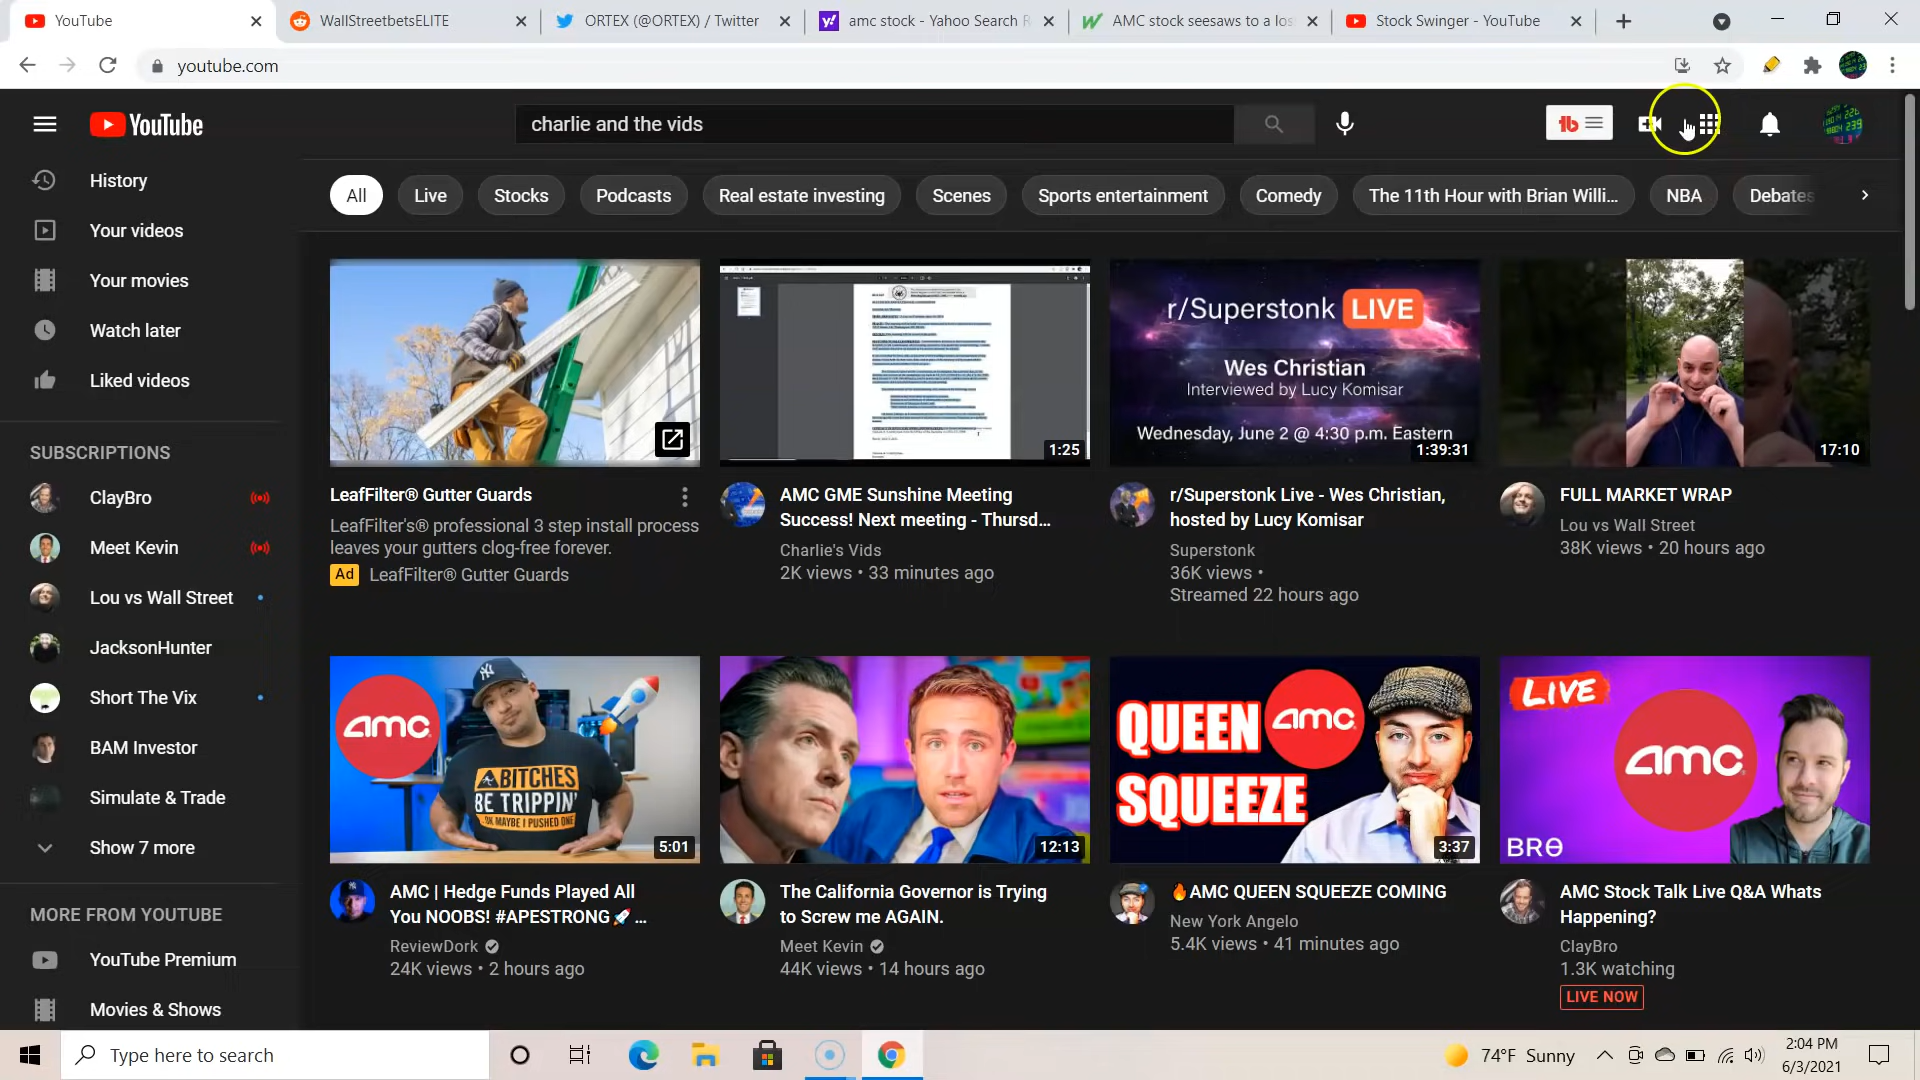 YouTube
WallStreetbetsELITE
ORTEX (@ORTEX) / Twitter
amc stock - Yahoo Search R
AMC stock seesaws to a los
Stock Swinger - YouTube
youtube.com
YouTube
charlie and the vids
tb
History
Your videos
Your movies
Watch later
Liked videos
SUBSCRIPTIONS
ClayBro
Meet Kevin
Lou vs Wall Street
JacksonHunter
Short The Vix
BAM Investor
Simulate & Trade
Show 7 more
MORE FROM YOUTUBE
YouTube Premium
Movies & Shows
All
Live
Stocks
Podcasts
Real estate investing
Scenes
Sports entertainment
Comedy
The 11th Hour with Brian Willi...
NBA
Debates
LeafFilter® Gutter Guards
LeafFilter's® professional 3 step install process
leaves your gutters clog-free forever.
Ad LeafFilter® Gutter Guards
1:25
AMC GME Sunshine Meeting
Success! Next meeting - Thursd...
Charlie's Vids
2K views • 33 minutes ago
r/Superstonk LIVE
Wes Christian
Interviewed by Lucy Komisar
Wednesday, June 2 @ 4:30 p.m. Eastern
1:39:31
r/Superstonk Live - Wes Christian,
hosted by Lucy Komisar
Superstonk
36K views •
Streamed 22 hours ago
17:10
FULL MARKET WRAP
Lou vs Wall Street
38K views • 20 hours ago
amc
BITCHES
BE TRIPPIN'
.. OK MAYBE I PUSHED ONE
5:01
AMC | Hedge Funds Played All
You NOOBS! #APESTRONG🚀 ...
ReviewDork
24K views • 2 hours ago
12:13
The California Governor is Trying
to Screw me AGAIN.
Meet Kevin
44K views • 14 hours ago
QUEEN
SQUEEZE
amc
3:37
🔥AMC QUEEN SQUEEZE COMING
New York Angelo
5.4K views • 41 minutes ago
LIVE
amc
BRO
AMC Stock Talk Live Q&A Whats
Happening?
ClayBro
1.3K watching
LIVE NOW
Type here to search
74°F Sunny
2:04 PM
6/3/2021